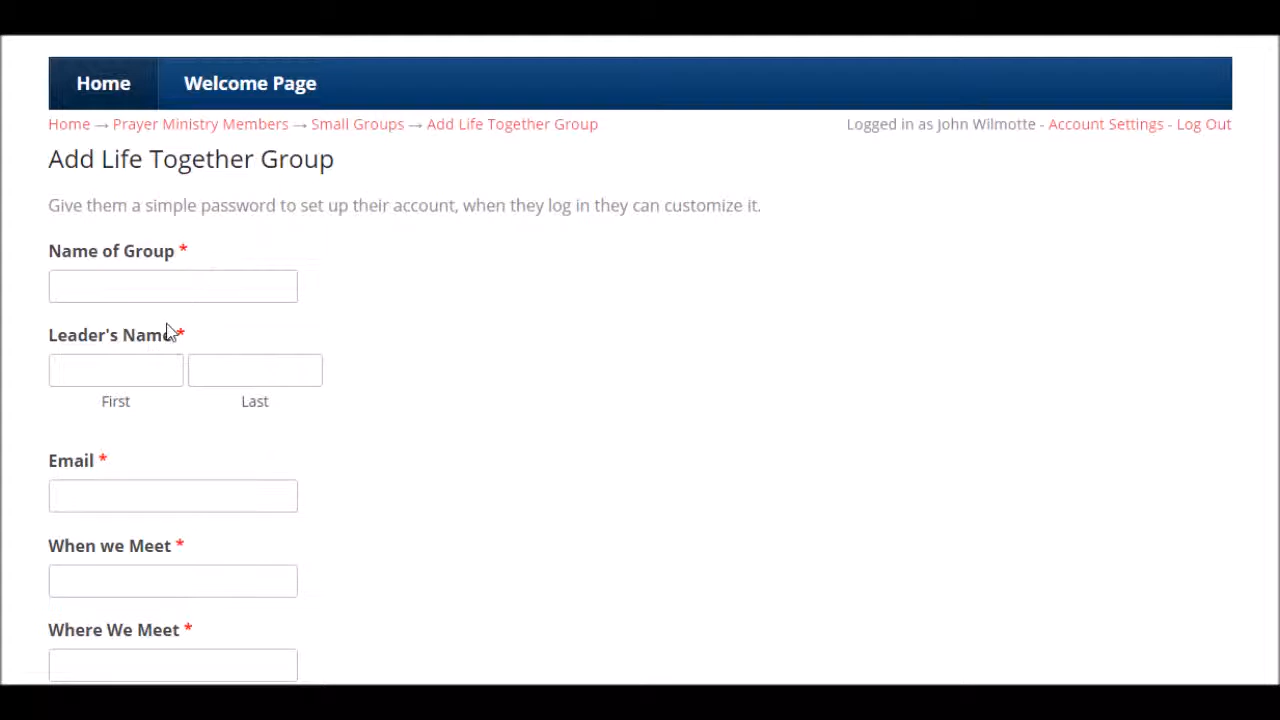 Home Welcome Page
Home → Prayer Ministry Members → Small Groups → Add Life Together Group Logged in as John Wilmotte - Account Settings - Log Out
Add Life Together Group
Give them a simple password to set up their account, when they log in they can customize it.
Name of Group *
Leader's Name *
First Last
Email *
When we Meet *
Where We Meet *